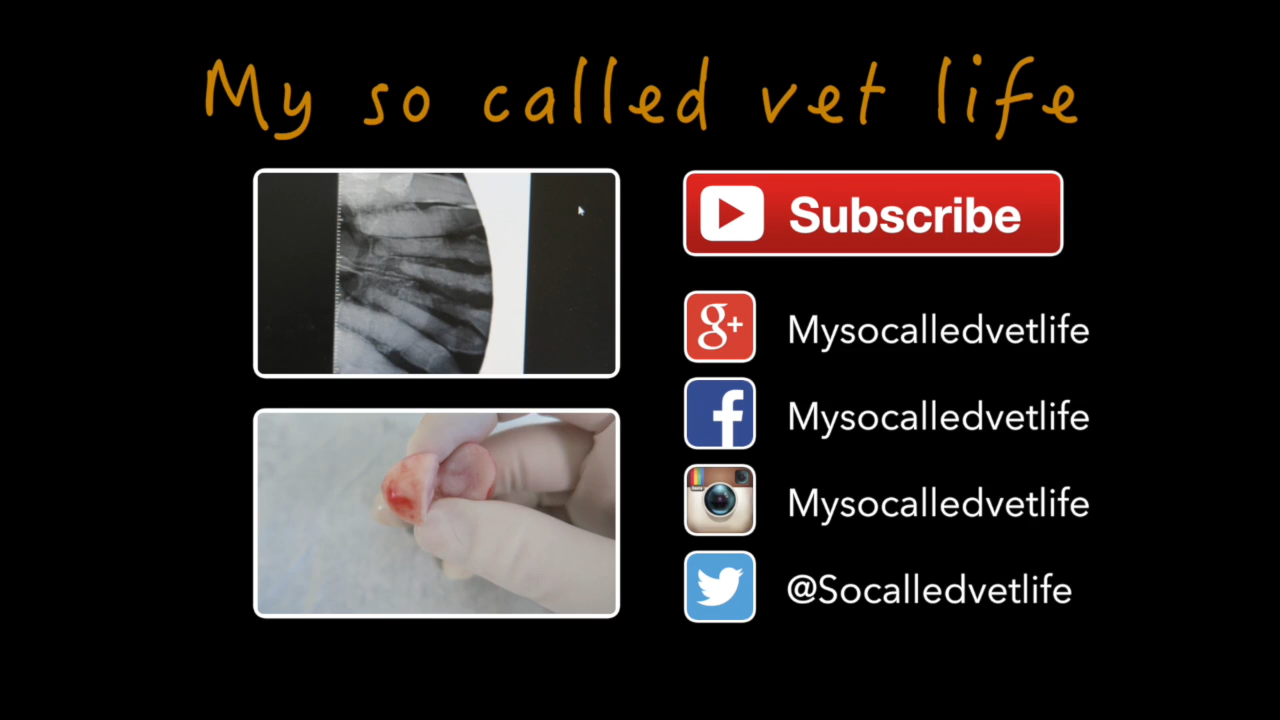 My so called vet life
Subscribe
g+ Mysocalledvetlife
f Mysocalledvetlife
Mysocalledvetlife
@Socalledvetlife